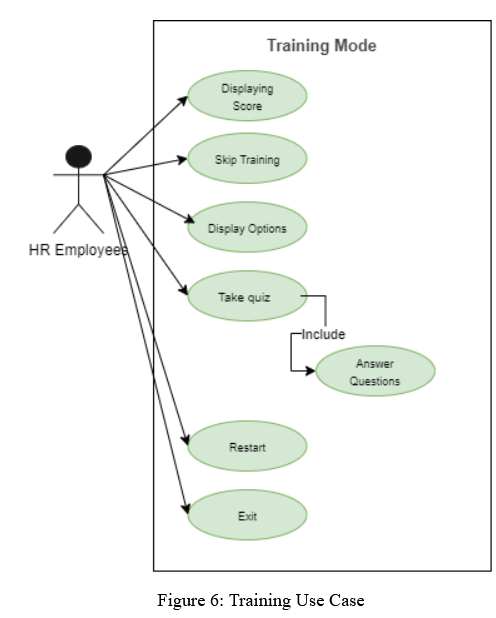 Training Mode
Displaying
Score
Skip Training
HR Employees
Display Options
Take quiz
Include
Answer
Questions
Restart
Exit
Figure 6: Training Use Case